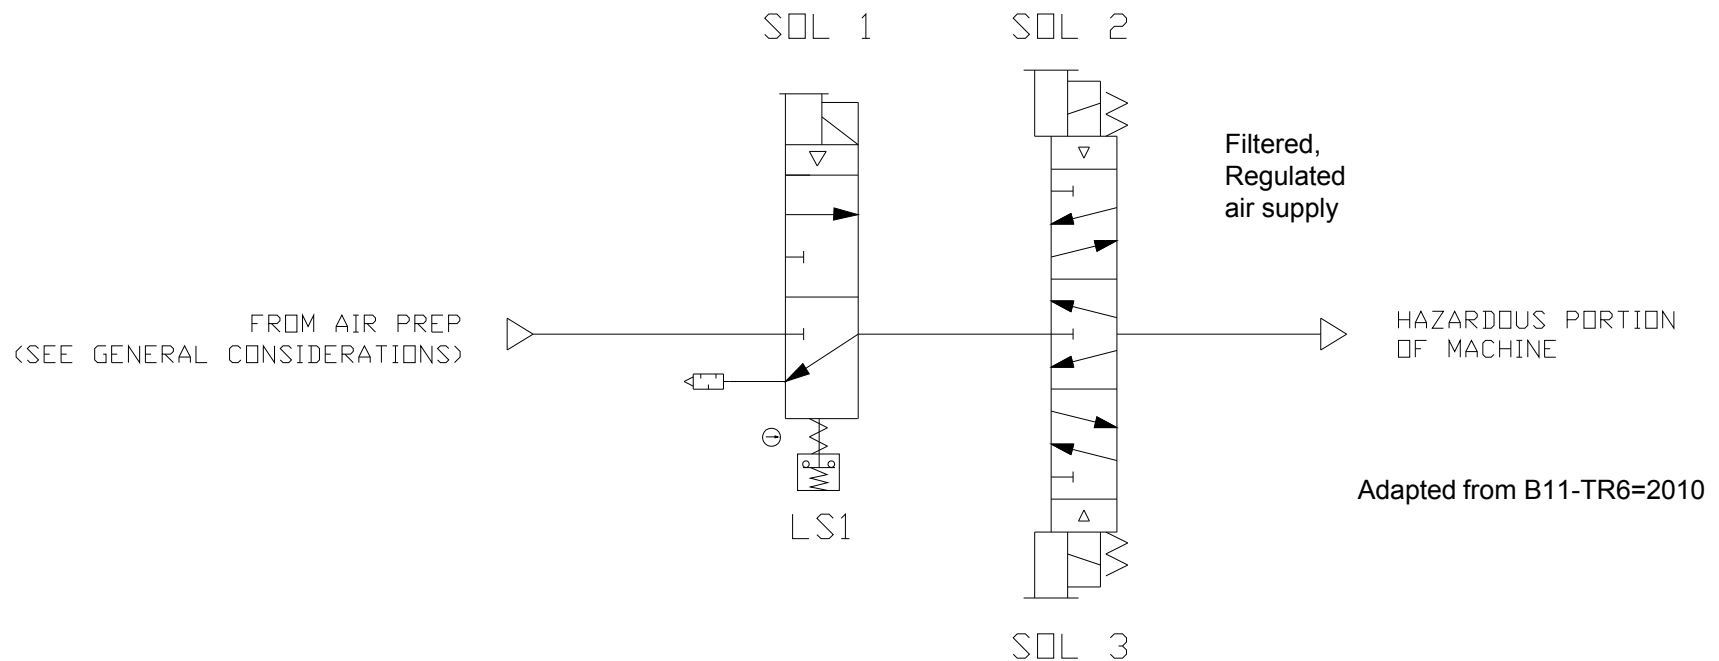 SOL 1
SOL 2
Filtered,
Regulated
air supply
FROM AIR PREP
(SEE GENERAL CONSIDERATIONS)
HAZARDOUS PORTION
OF MACHINE
Adapted from B11-TR6=2010
LS1
SOL 3